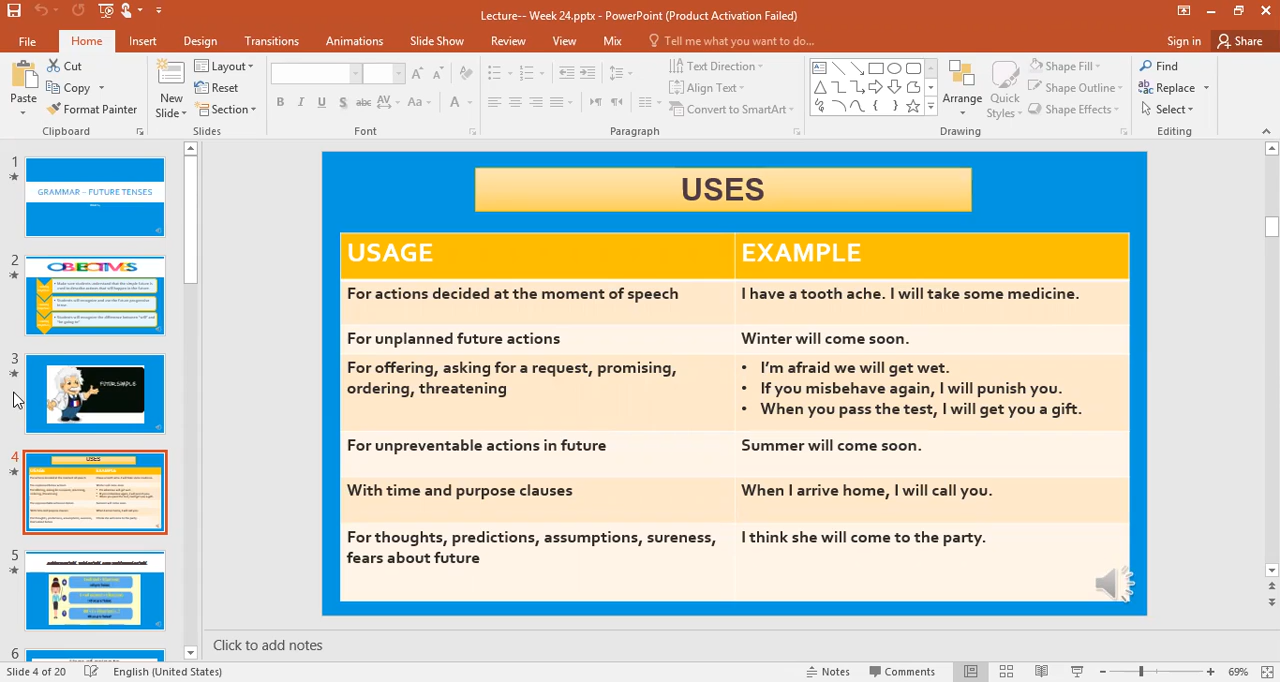 Lecture-- Week 24.pptx - PowerPoint (Product Activation Failed)
File Home Insert Design Transitions Animations Slide Show Review View Mix Tell me what you want to do... Sign in Share
Paste
Cut
Copy
Format Painter
Clipboard
New
Slide
Layout
Reset
Section
Slides
Font
Text Direction
Align Text
Convert to SmartArt
Paragraph
Arrange
Quick
Styles
Shape Fill
Shape Outline
Shape Effects
Drawing
Find
Replace
Select
Editing
1
GRAMMAR – FUTURE TENSES
2
OBJECTIVES
3
4
USES
5
6
USES
USAGE EXAMPLE
For actions decided at the moment of speech I have a tooth ache. I will take some medicine.
For unplanned future actions Winter will come soon.
For offering, asking for a request, promising,
ordering, threatening
• I'm afraid we will get wet.
• If you misbehave again, I will punish you.
• When you pass the test, I will get you a gift.
For unpreventable actions in future Summer will come soon.
With time and purpose clauses When I arrive home, I will call you.
For thoughts, predictions, assumptions, sureness,
fears about future
I think she will come to the party.
Click to add notes
Slide 4 of 20 English (United States) Notes Comments 69%